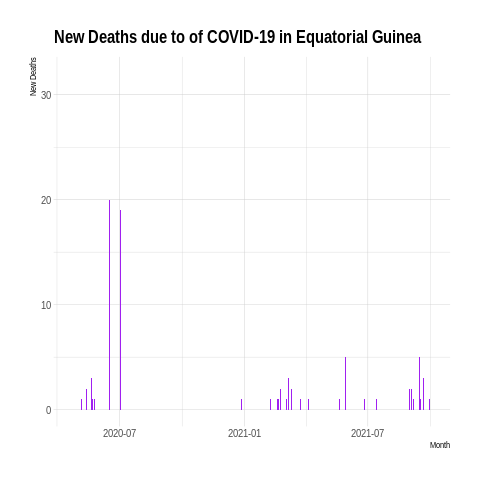 New Deaths due to of COVID-19 in Equatorial Guinea
New Deaths
30
20
10
0
2020-07 2021-01 2021-07
Month